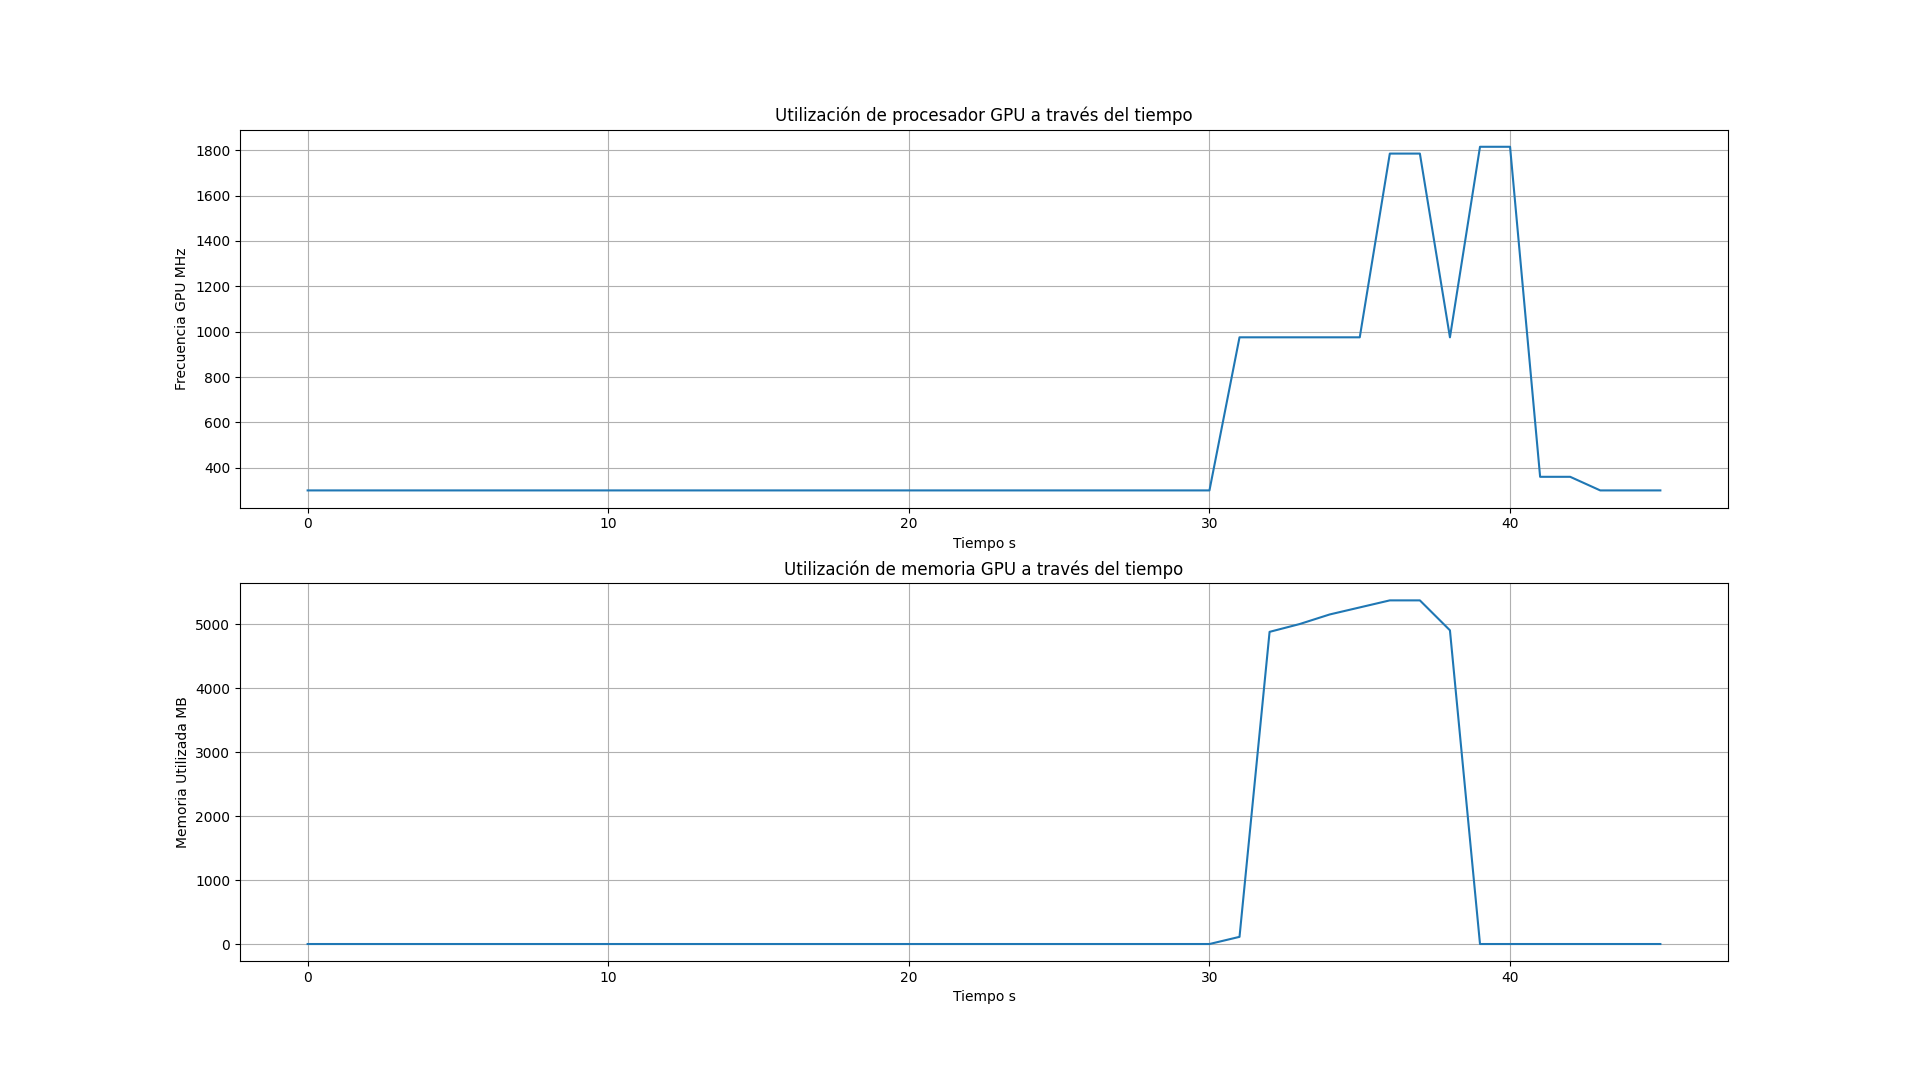 Utilización de procesador GPU a través del tiempo
1800
1600
1400
1200
1000
800
600
400
Frecuencia GPU MHz
0 10 20 30 40
Tiempo s
Utilización de memoria GPU a través del tiempo
5000
4000
3000
2000
1000
0
Memoria Utilizada MB
0 10 20 30 40
Tiempo s